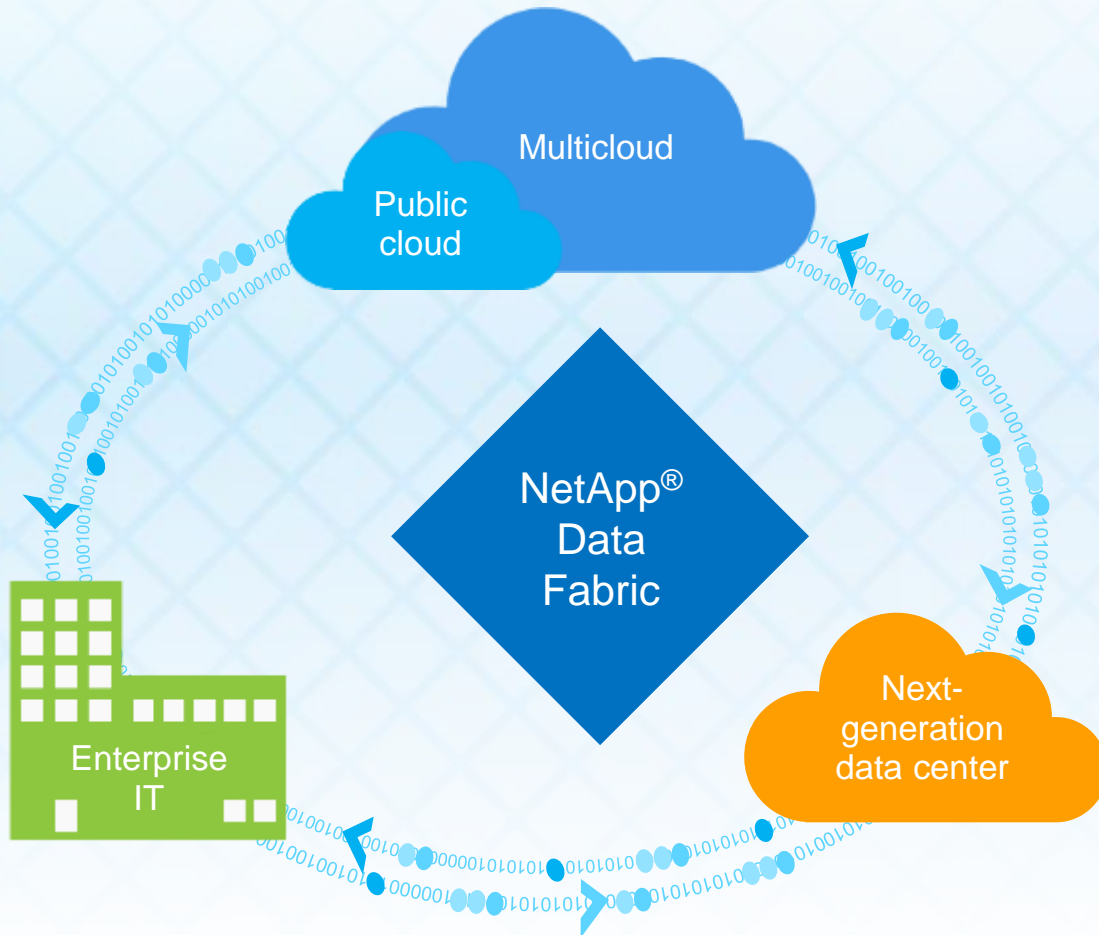 Multicloud
Public
cloud
NetApp®
Data
Fabric
Next-
generation
data center
Enterprise
IT